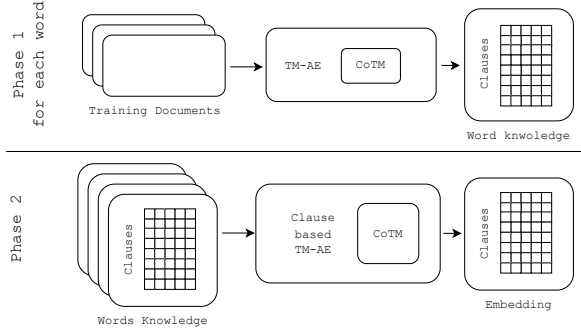 Phase 1
for each word
TM-AE
CoTM
Clauses
Training Documents
Word knwoledge
Phase 2
Clauses
Clause
based
TM-AE
CoTM
Clauses
Words Knowledge
Embedding